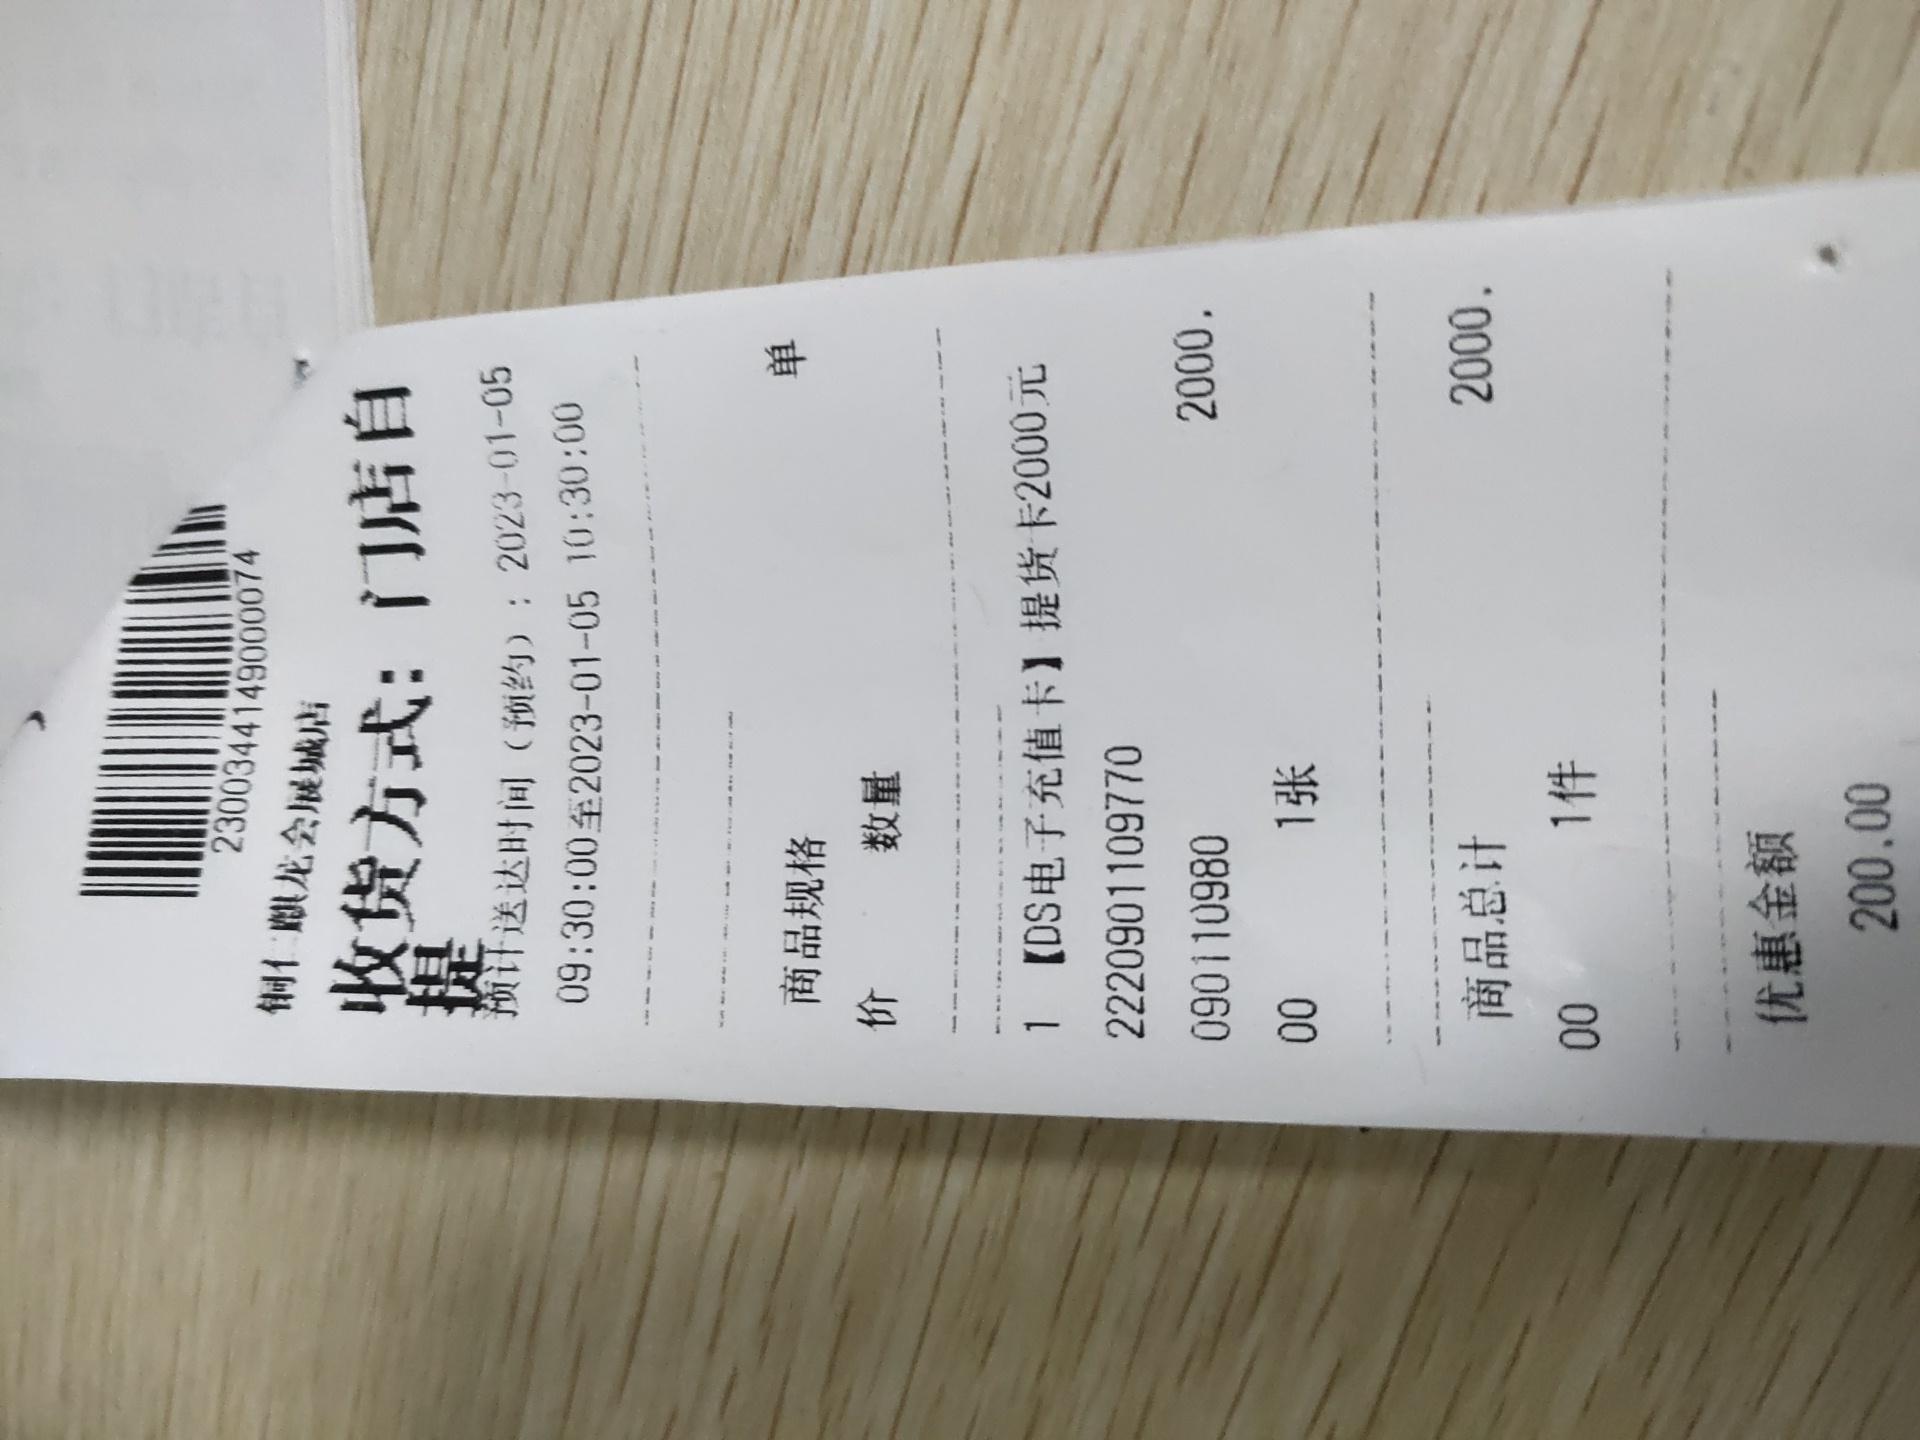 2300344149000074
铜仁麒龙会展城店
收货方式：门店自
提
预计送达时间（预约）：2023-01-05
09:30:00至2023-01-05 10:30:00
商品规格 单
价 数量
1 【DS电子充值卡】提货卡2000元
2220901109770
090110980 2000.
00 1张
商品总计 2000.
00 1件
优惠金额
200.00